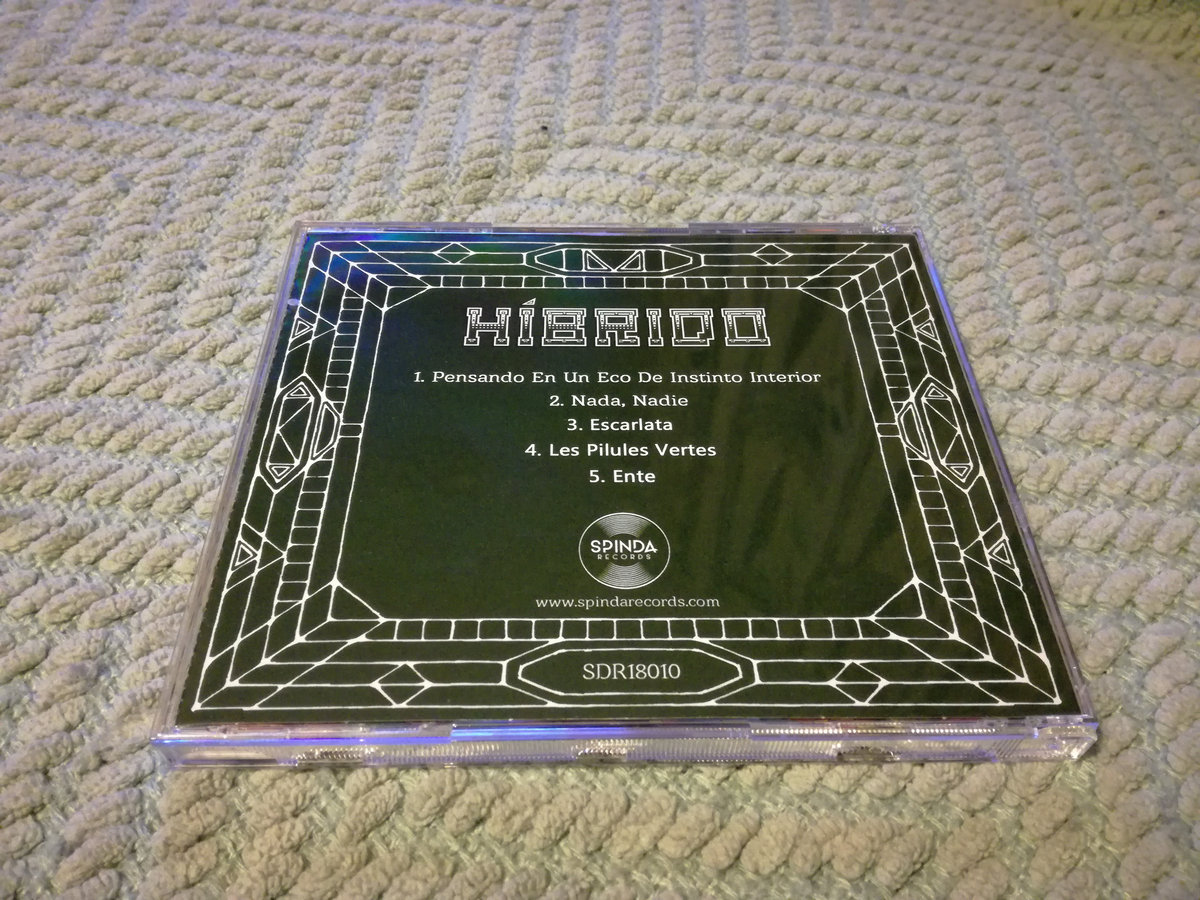 HÍBRIDO
1. Pensando En Un Eco De Instinto Interior
2. Nada, Nadie
3. Escarlata
4. Les Pilules Vertes
5. Ente
SPINDA
RECORDS
www.spindarecords.com
SDR18010